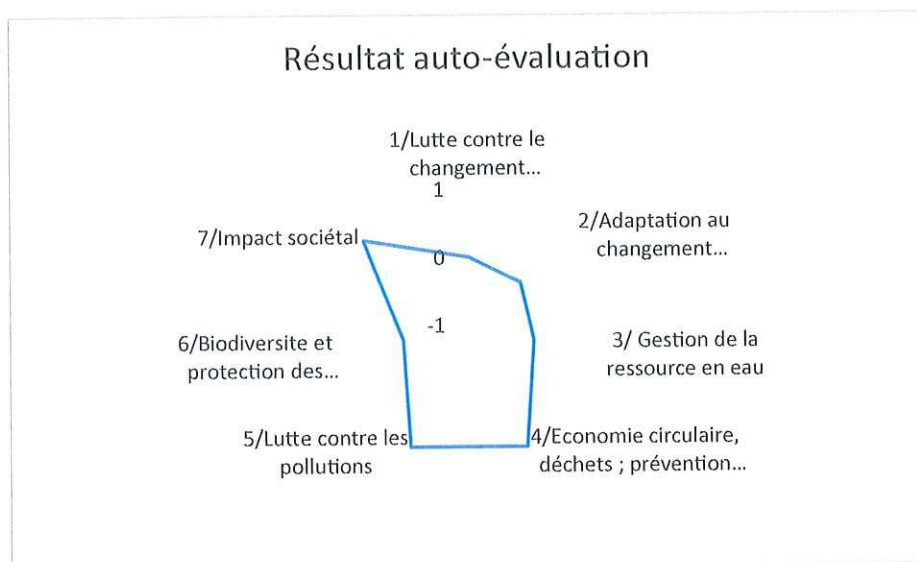 Résultat auto-évaluation
1/Lutte contre le
changement...
1
2/Adaptation au
changement...
7/Impact sociétal
0
-1
3/ Gestion de la
ressource en eau
6/Biodiversite et
protection des...
5/Lutte contre les
pollutions
4/Economie circulaire,
déchets ; prévention...